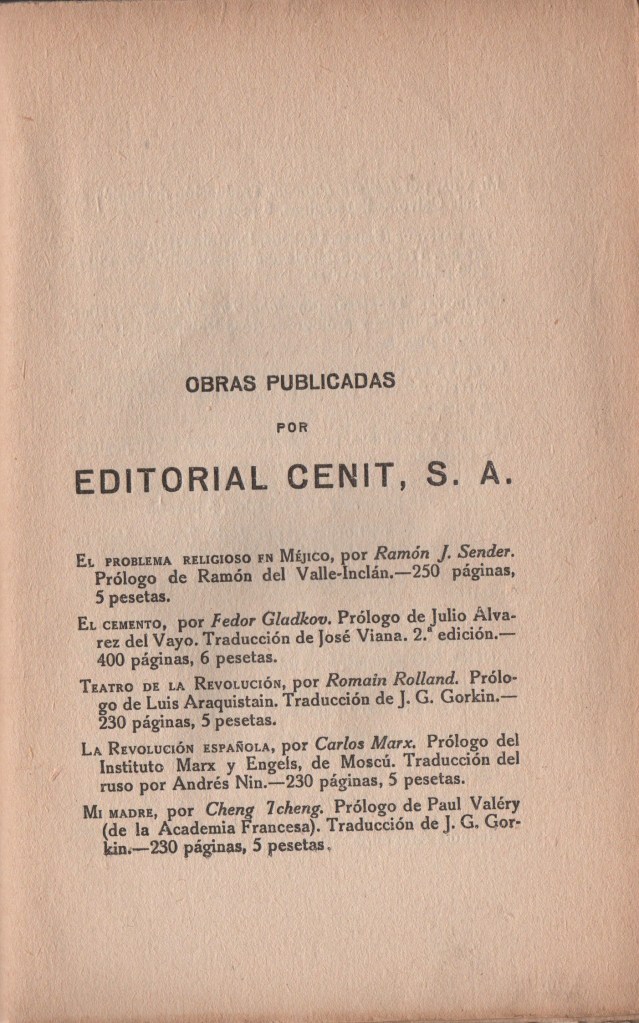 OBRAS PUBLICADAS
POR
EDITORIAL CENIT, S. A.
El problema religioso en Méjico, por Ramón J. Sender.
Prólogo de Ramón del Valle-Inclán.—250 páginas,
5 pesetas.
El cemento, por Fedor Gladkov. Prólogo de Julio Alva-
rez del Vayo. Traducción de José Viana. 2.ª edición.—
400 páginas, 6 pesetas.
Teatro de la Revolución, por Romain Rolland. Prólo-
go de Luis Araquistain. Traducción de J. G. Gorkin.—
230 páginas, 5 pesetas.
La Revolución española, por Carlos Marx. Prólogo del
Instituto Marx y Engels, de Moscú. Traducción del
ruso por Andrés Nin.—230 páginas, 5 pesetas.
Mi madre, por Cheng Tcheng. Prólogo de Paul Valéry
(de la Academia Francesa). Traducción de J. G. Gor-
kin.—230 páginas, 5 pesetas.